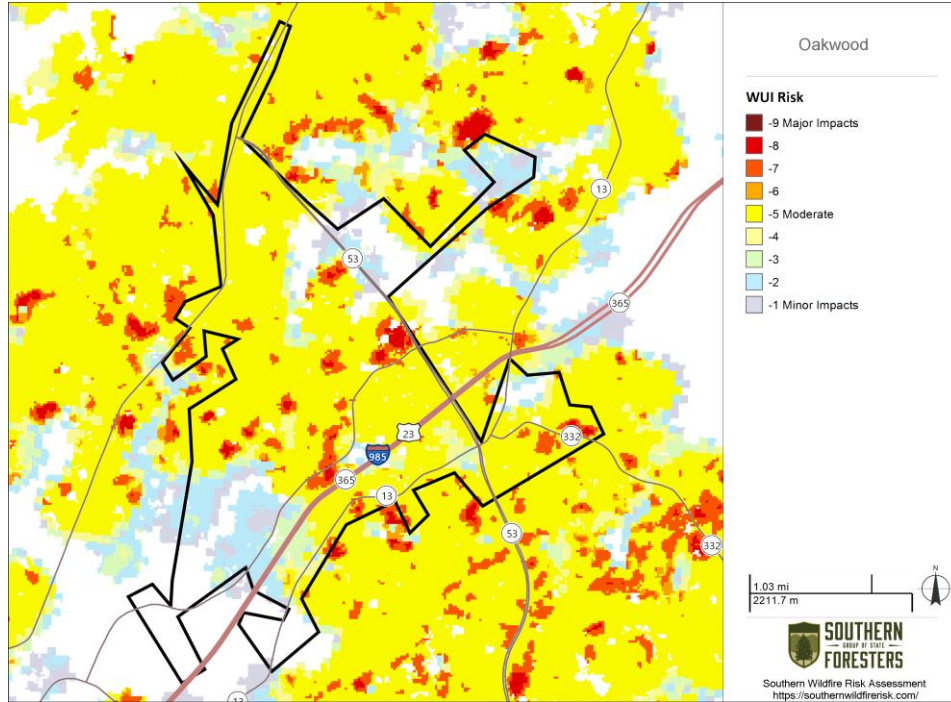 Oakwood
WUI Risk
-9 Major Impacts
-8
-7
-6
-5 Moderate
-4
-3
-2
-1 Minor Impacts
13
53
365
23
985
365
13
332
53
332
13
N
1.03 mi
2211.7 m
SOUTHERN
GROUP OF STATE
FORESTERS
Southern Wildfire Risk Assessment
https://southernwildfirerisk.com/